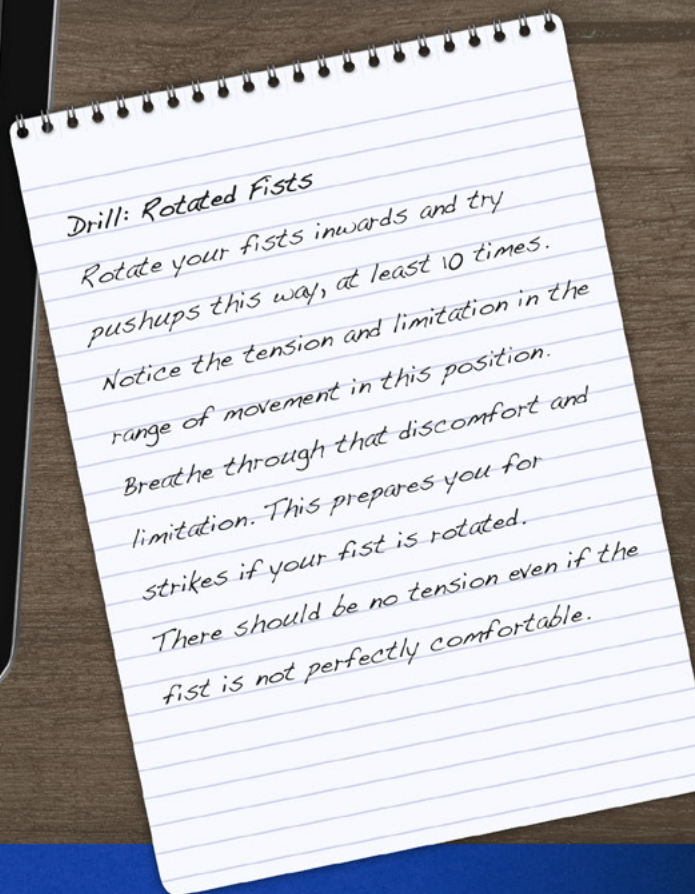 Drill: Rotated Fists
Rotate your fists inwards and try
pushups this way, at least 10 times.
Notice the tension and limitation in the
range of movement in this position.
Breathe through that discomfort and
limitation. This prepares you for
strikes if your fist is rotated.
There should be no tension even if the
fist is not perfectly comfortable.